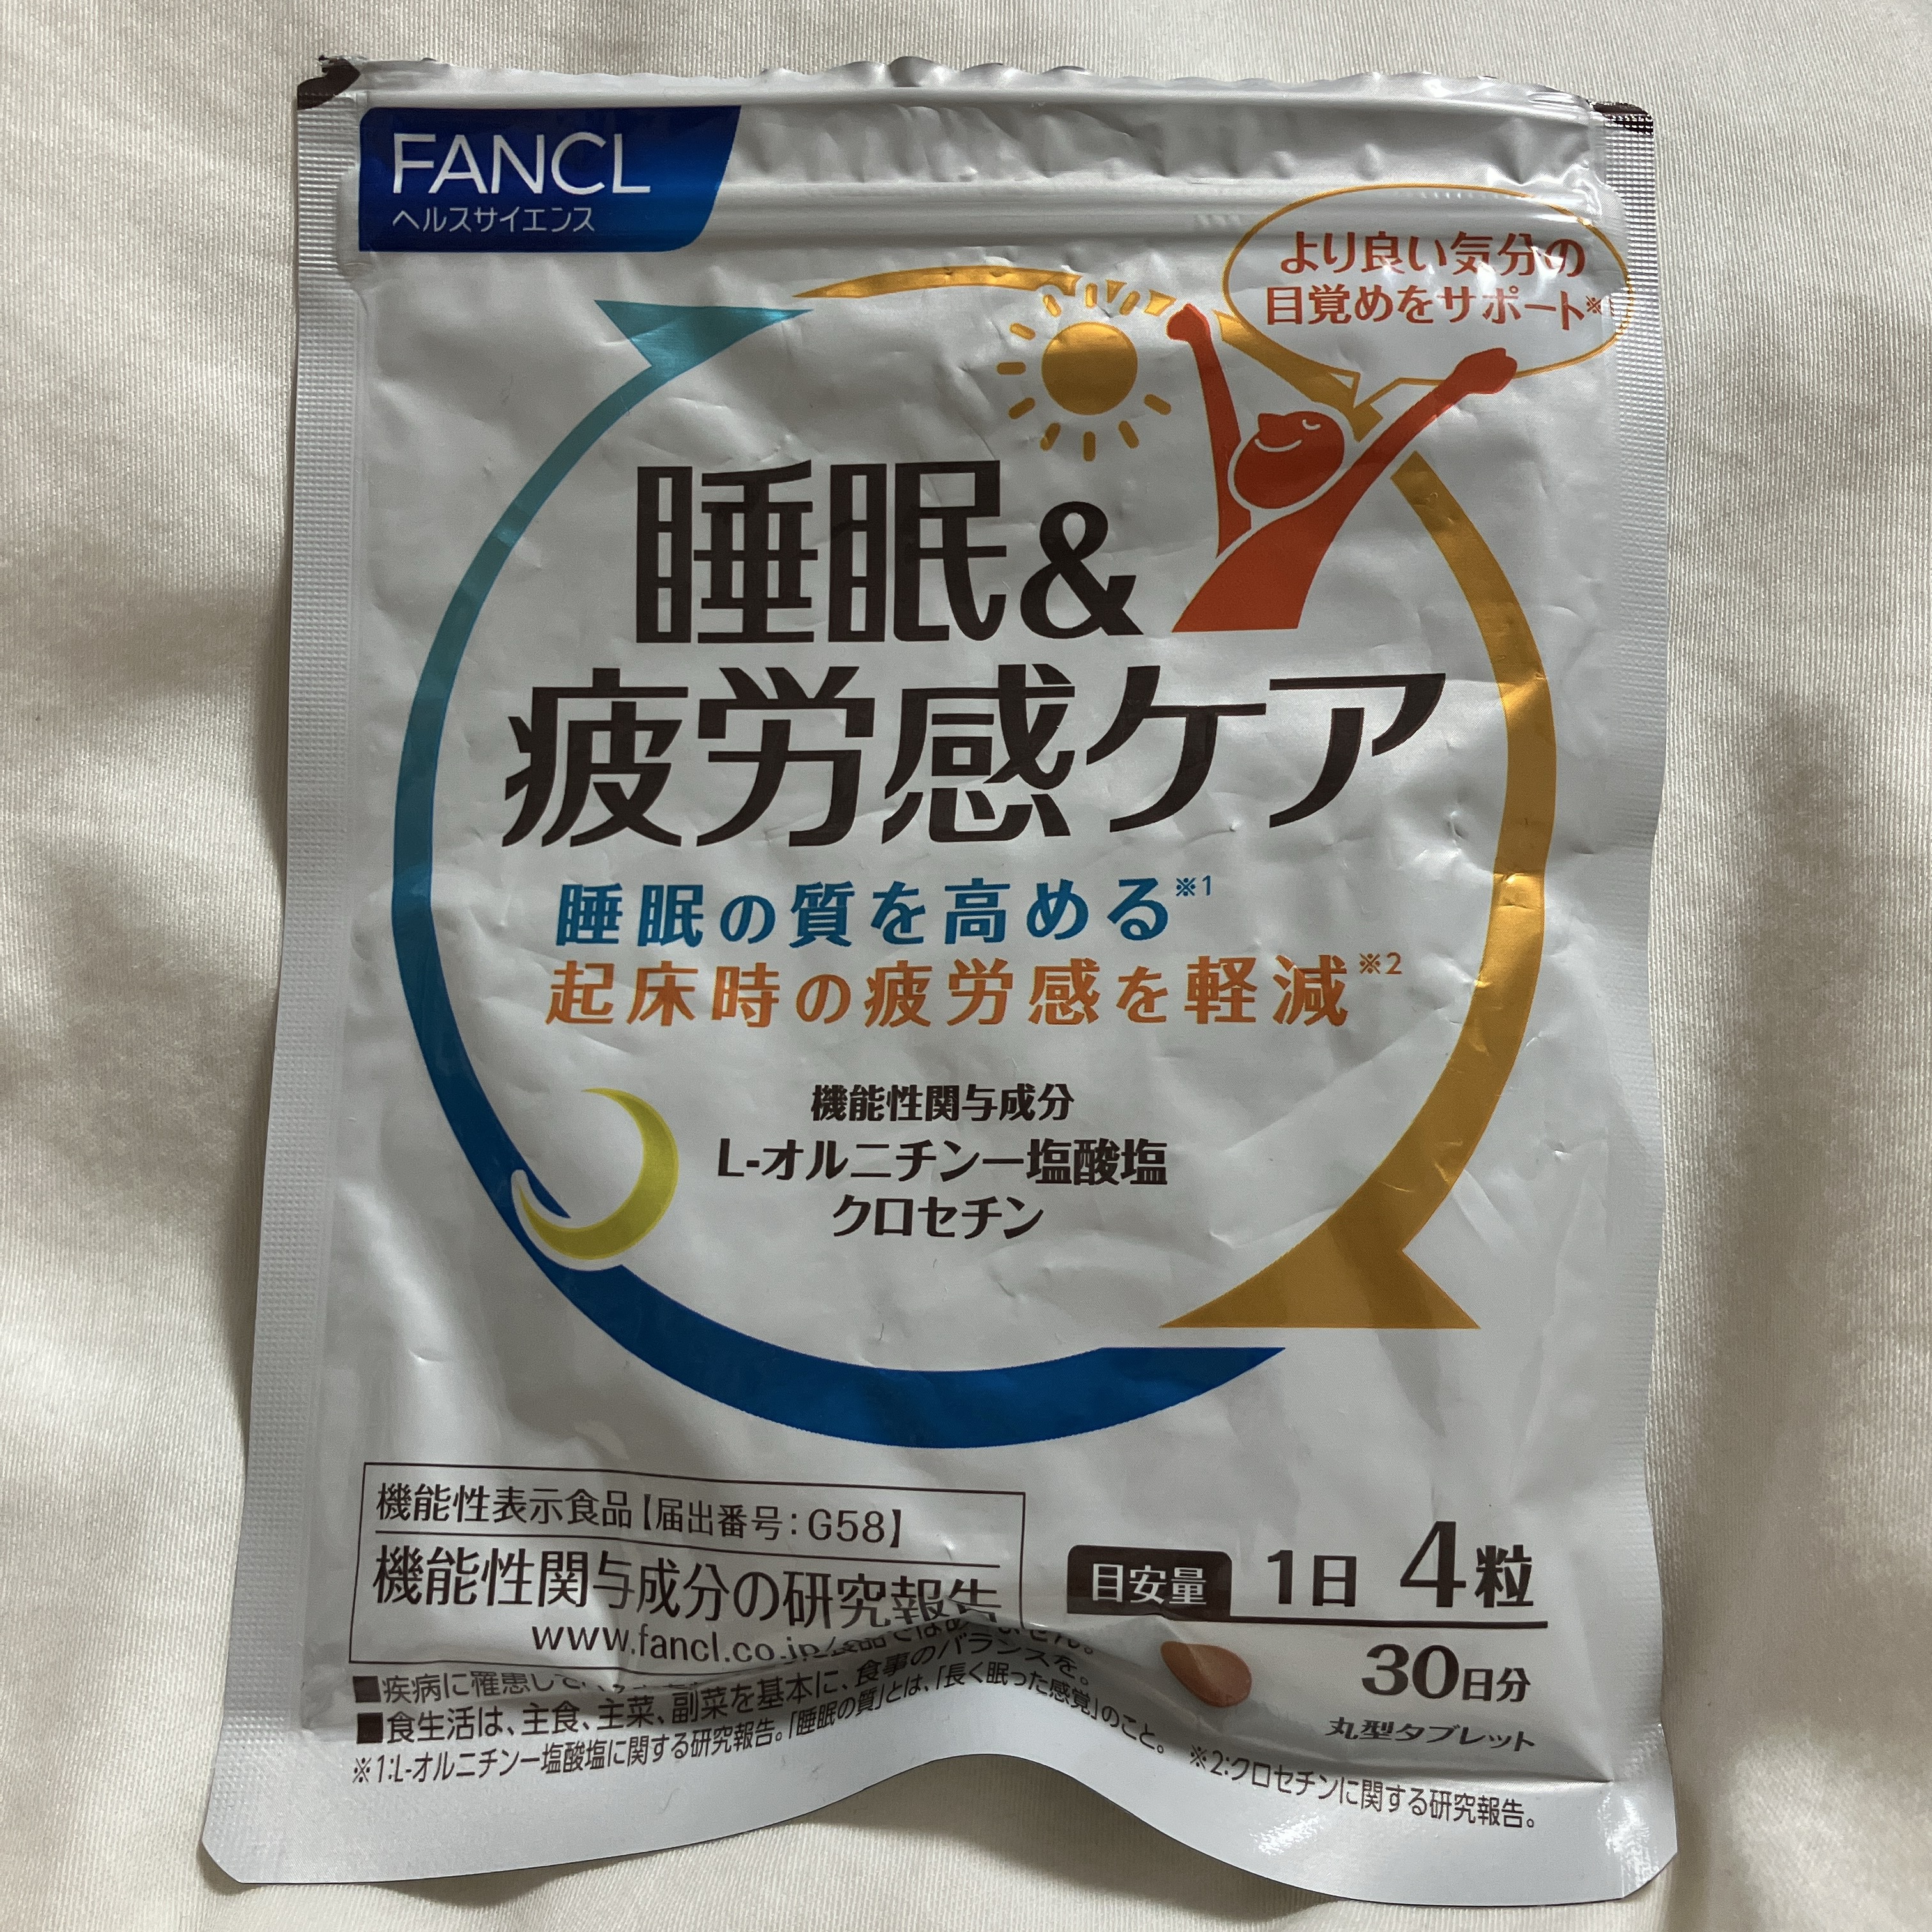 FANCL
ヘルスサイエンス
より良い気分の
目覚めをサポート※1
睡眠&
疲労感ケア
睡眠の質を高める※1
起床時の疲労感を軽減※2
機能性関与成分
L-オルニチン一塩酸塩
クロセチン
機能性表示食品【届出番号:G58】
機能性関与成分の研究報告
www.fancl.co.jp/
目安量 1日 4粒
30日分
丸型タブレット
■疾病に罹患して
■食生活は、主食、主菜、副菜を基本に、食事のバランスを。
※1:L-オルニチン一塩酸塩に関する研究報告。「睡眠の質」とは、「長く眠った感覚」のこと。 ※2:クロセチンに関する研究報告。